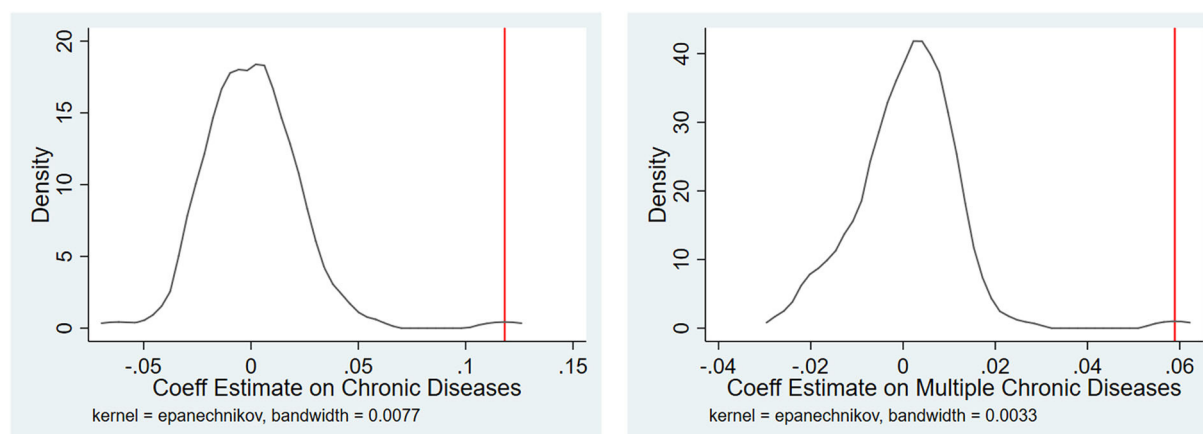 20
15
10
5
0
Density
-.05 0 .05 .1 .15
Coeff Estimate on Chronic Diseases
kernel = epanechnikov, bandwidth = 0.0077
40
30
20
10
0
Density
-.04 -.02 0 .02 .04 .06
Coeff Estimate on Multiple Chronic Diseases
kernel = epanechnikov, bandwidth = 0.0033